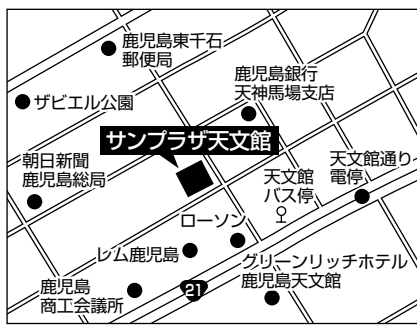 鹿児島東千石
郵便局
ザビエル公園
鹿児島銀行
天神馬場支店
サンプラザ天文館
朝日新聞
鹿児島総局
天文館
バス停
天文館通り
電停
ローソン
レム鹿児島
グリーンリッチホテル
鹿児島天文館
鹿児島
商工会議所
21